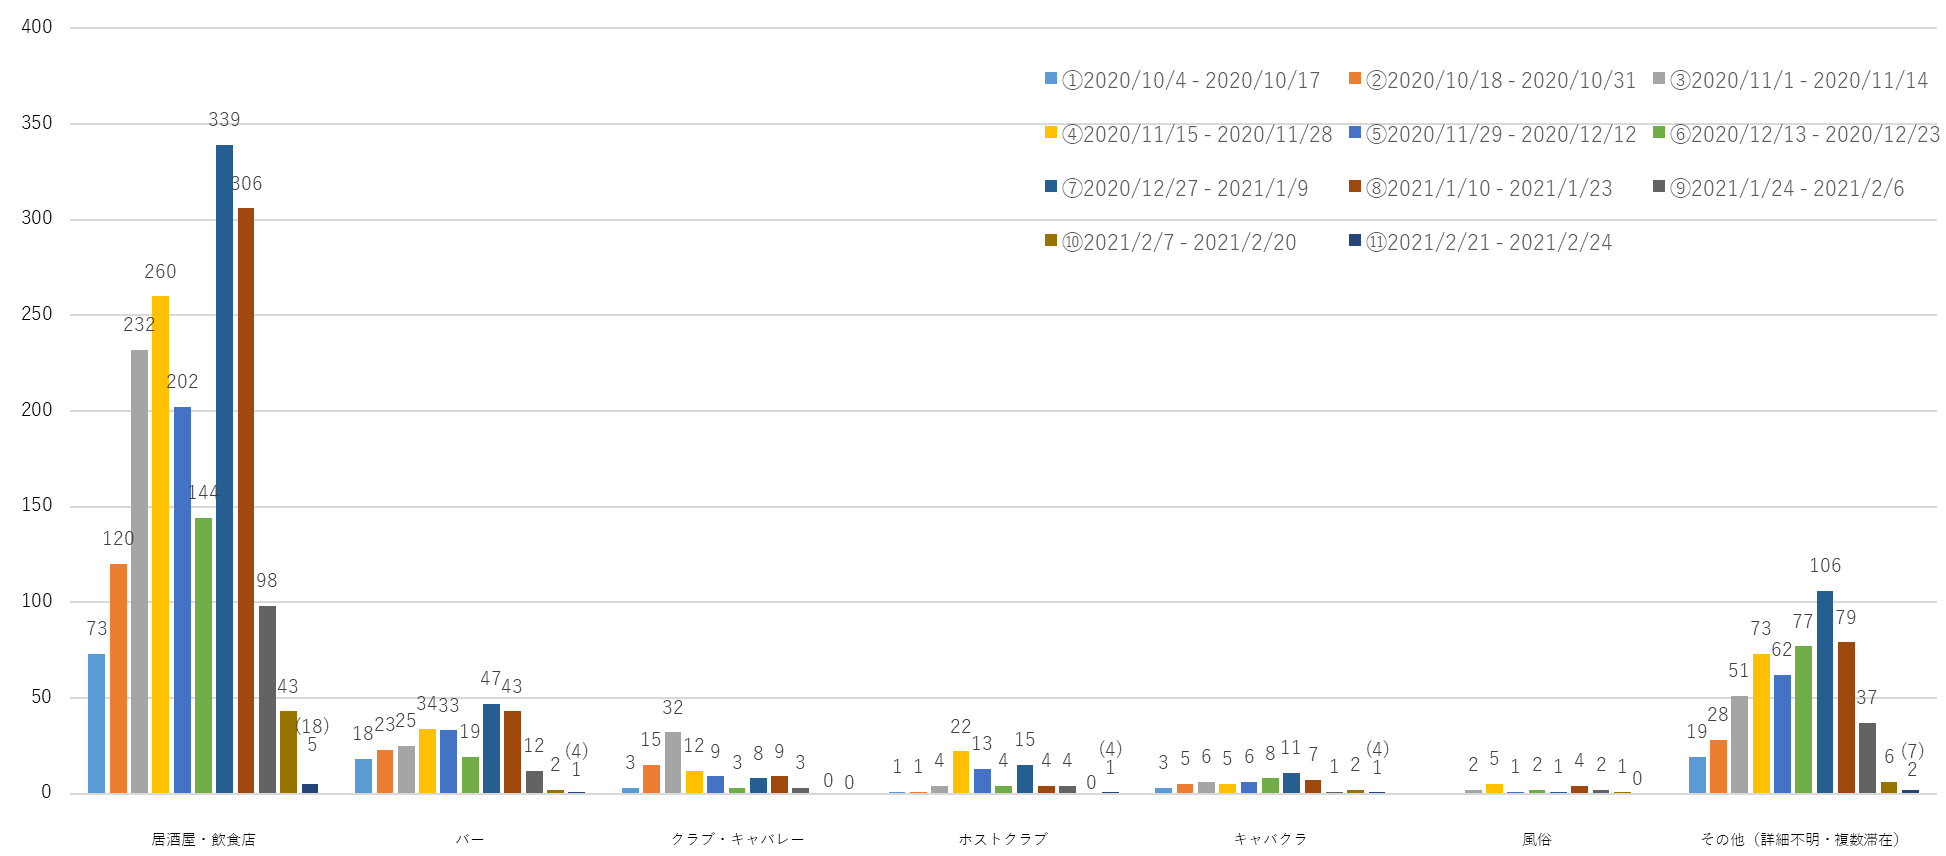 400
350
300
250
200
150
100
50
0
①2020/10/4 - 2020/10/17 ②2020/10/18 - 2020/10/31 ③2020/11/1 - 2020/11/14
④2020/11/15 - 2020/11/28 ⑤2020/11/29 - 2020/12/12 ⑥2020/12/13 - 2020/12/23
⑦2020/12/27 - 2021/1/9 ⑧2021/1/10 - 2021/1/23 ⑨2021/1/24 - 2021/2/6
⑩2021/2/7 - 2021/2/20 ⑪2021/2/21 - 2021/2/24
73 120 232 260 202 144 339 306 98 43 (18) 5
18 23 25 34 33 19 47 43 12 2 (4) 1
3 15 32 12 9 3 8 9 3 0 0
1 1 4 22 13 4 15 4 4 0 (4) 1
3 5 6 5 6 8 11 7 1 2 (4) 1
2 5 1 2 1 4 2 1 0
19 28 51 73 62 77 106 79 37 6 (7) 2
居酒屋・飲食店 バー クラブ・キャバレー ホストクラブ キャバクラ 風俗 その他（詳細不明・複数滞在）